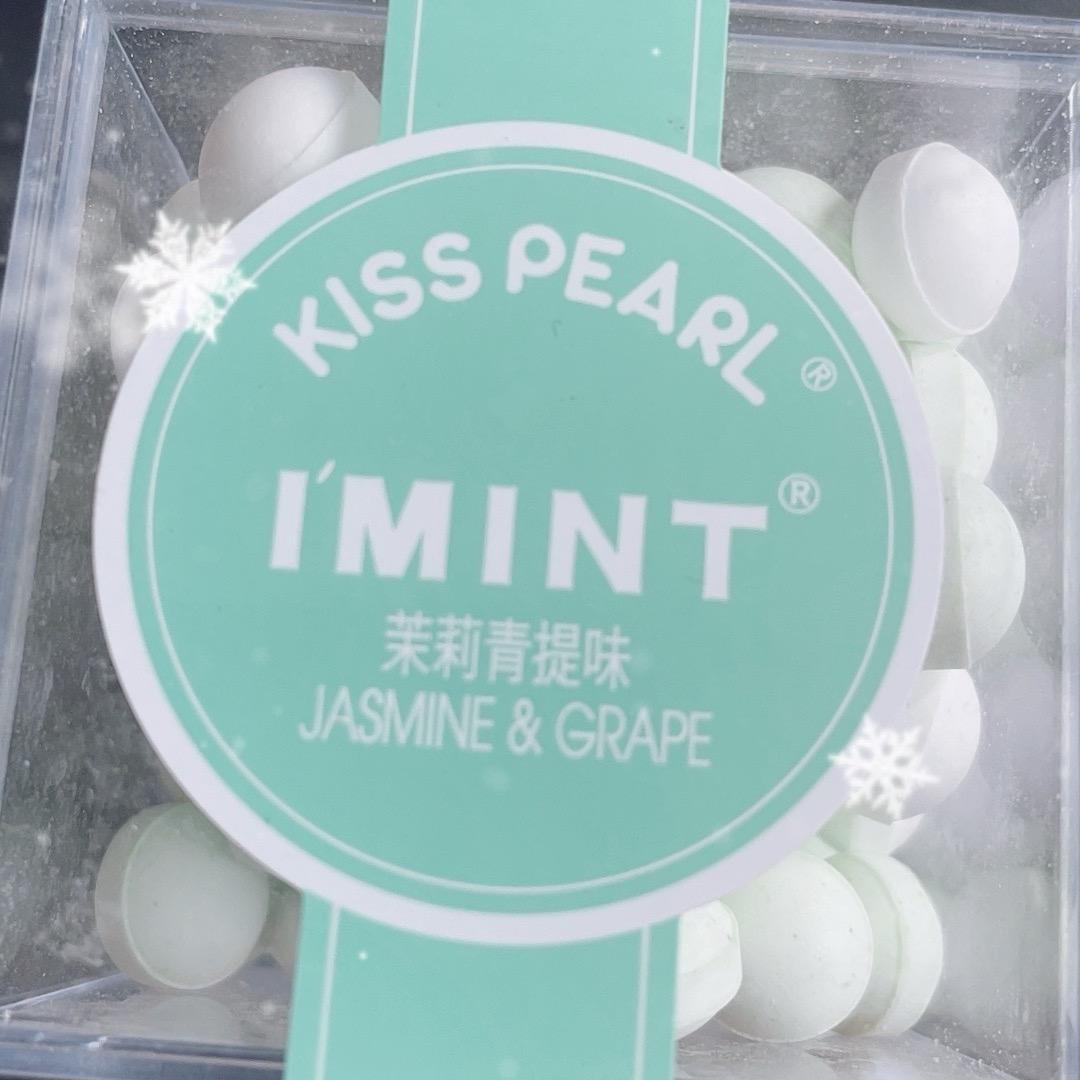 KISS PEARL ®
I'MINT ®
茉莉青提味
JASMINE & GRAPE